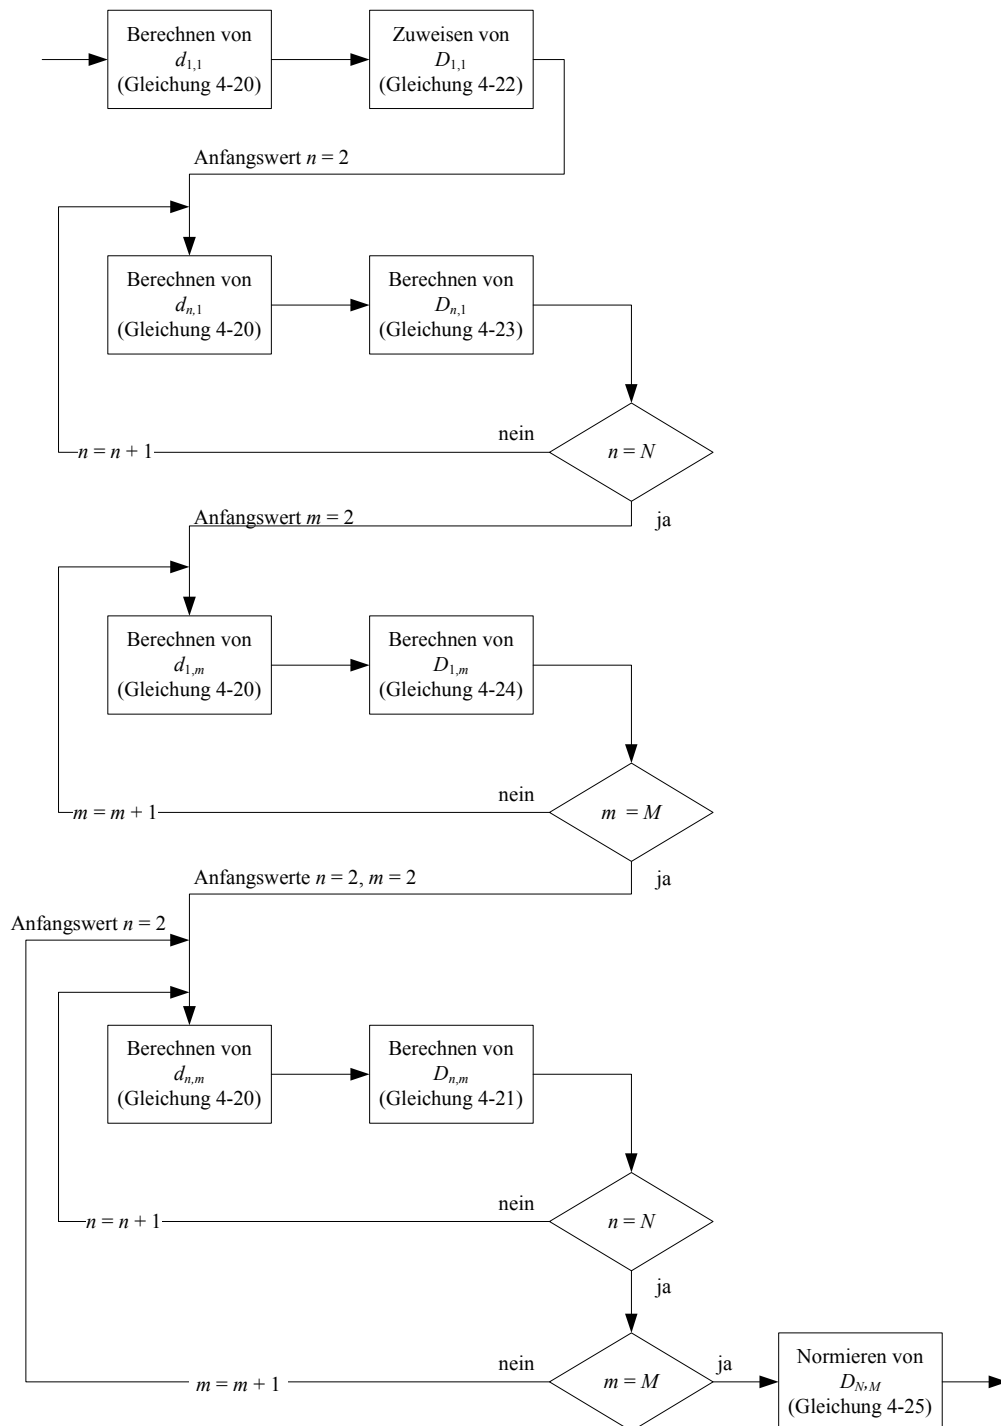 Berechnen von
d1,1
(Gleichung 4-20)
Zuweisen von
D1,1
(Gleichung 4-22)
Anfangswert n = 2
Berechnen von
dn,1
(Gleichung 4-20)
Berechnen von
Dn,1
(Gleichung 4-23)
nein
n = n + 1
n = N
Anfangswert m = 2
ja
Berechnen von
d1,m
(Gleichung 4-20)
Berechnen von
D1,m
(Gleichung 4-24)
nein
m = m + 1
m = M
Anfangswerte n = 2, m = 2
ja
Anfangswert n = 2
Berechnen von
dn,m
(Gleichung 4-20)
Berechnen von
Dn,m
(Gleichung 4-21)
nein
n = n + 1
n = N
ja
nein
m = m + 1
m = M
ja
Normieren von
DN,M
(Gleichung 4-25)